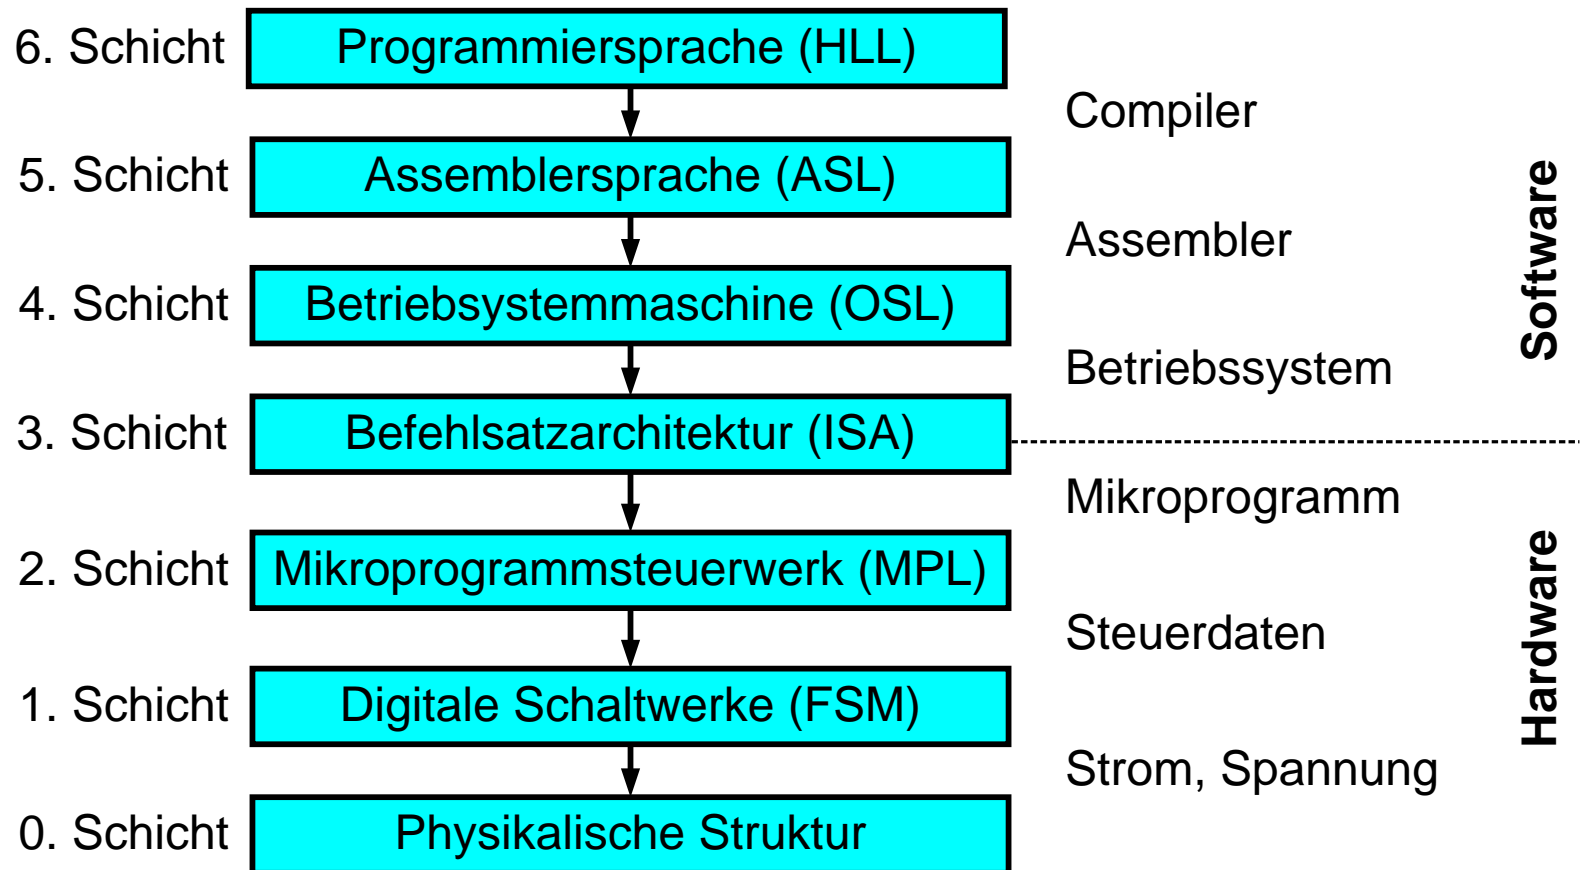 6. Schicht Programmiersprache (HLL)
Compiler
5. Schicht Assemblersprache (ASL)
Assembler
4. Schicht Betriebsystemmaschine (OSL)
Betriebssystem
3. Schicht Befehlsatzarchitektur (ISA)
Mikroprogramm
2. Schicht Mikroprogrammsteuerwerk (MPL)
Steuerdaten
1. Schicht Digitale Schaltwerke (FSM)
Strom, Spannung
0. Schicht Physikalische Struktur
Software
Hardware